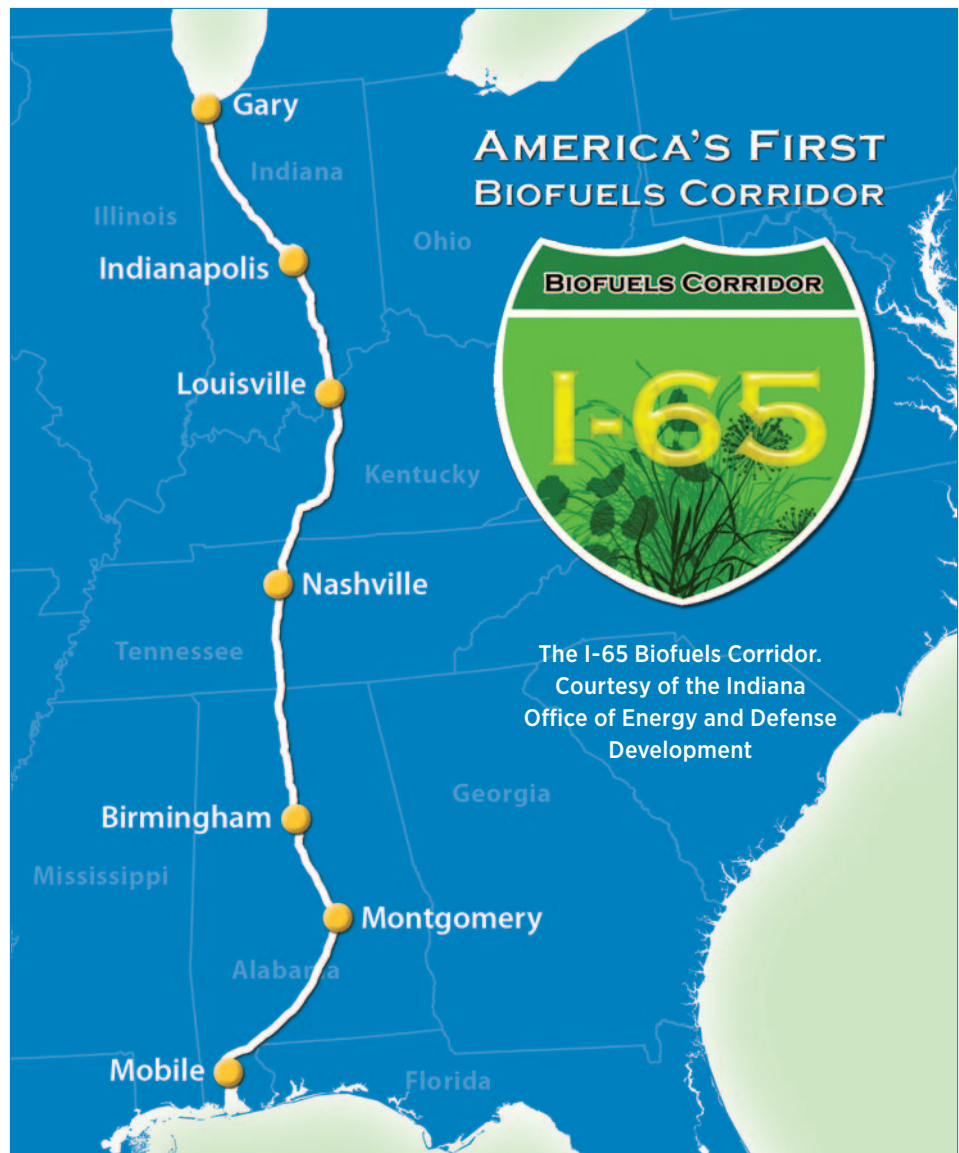 Gary
AMERICA'S FIRST
BIOFUELS CORRIDOR
Indiana
Illinois
Ohio
Indianapolis
BIOFUELS CORRIDOR
I-65
Louisville
Kentucky
Nashville
Tennessee
The I-65 Biofuels Corridor.
Courtesy of the Indiana
Office of Energy and Defense
Development
Georgia
Birmingham
Mississippi
Montgomery
Alabama
Mobile
Florida